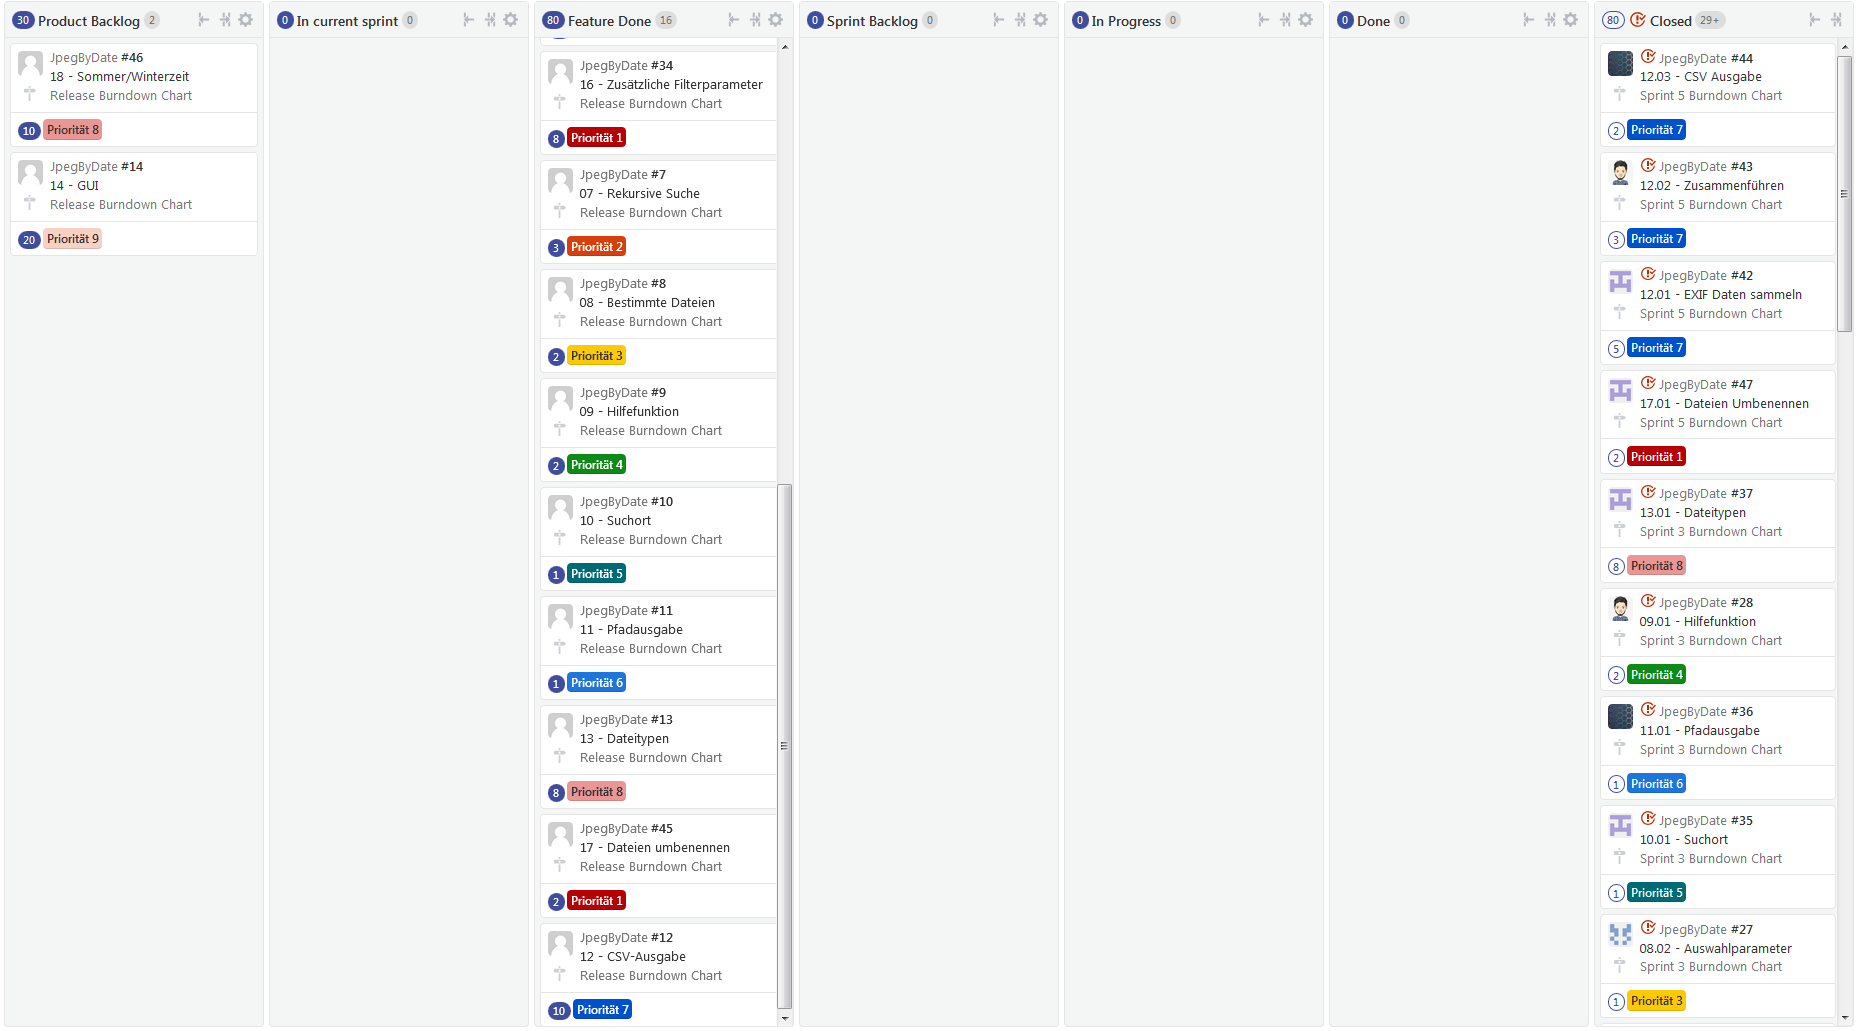 30 Product Backlog 2
JpegByDate #46
18 - Sommer/Winterzeit
Release Burndown Chart
10 Priorität 8
JpegByDate #14
14 - GUI
Release Burndown Chart
20 Priorität 9
0 In current sprint 0
80 Feature Done 16
JpegByDate #34
16 - Zusätzliche Filterparameter
Release Burndown Chart
8 Priorität 1
JpegByDate #7
07 - Rekursive Suche
Release Burndown Chart
3 Priorität 2
JpegByDate #8
08 - Bestimmte Dateien
Release Burndown Chart
2 Priorität 3
JpegByDate #9
09 - Hilfefunktion
Release Burndown Chart
2 Priorität 4
JpegByDate #10
10 - Suchort
Release Burndown Chart
1 Priorität 5
JpegByDate #11
11 - Pfadausgabe
Release Burndown Chart
1 Priorität 6
JpegByDate #13
13 - Dateitypen
Release Burndown Chart
8 Priorität 8
JpegByDate #45
17 - Dateien umbenennen
Release Burndown Chart
2 Priorität 1
JpegByDate #12
12 - CSV-Ausgabe
Release Burndown Chart
10 Priorität 7
0 Sprint Backlog 0
0 In Progress 0
0 Done 0
80 Closed 29+
JpegByDate #44
12.03 - CSV Ausgabe
Sprint 5 Burndown Chart
2 Priorität 7
JpegByDate #43
12.02 - Zusammenführen
Sprint 5 Burndown Chart
3 Priorität 7
JpegByDate #42
12.01 - EXIF Daten sammeln
Sprint 5 Burndown Chart
5 Priorität 7
JpegByDate #47
17.01 - Dateien Umbenennen
Sprint 5 Burndown Chart
2 Priorität 1
JpegByDate #37
13.01 - Dateitypen
Sprint 3 Burndown Chart
8 Priorität 8
JpegByDate #28
09.01 - Hilfefunktion
Sprint 3 Burndown Chart
2 Priorität 4
JpegByDate #36
11.01 - Pfadausgabe
Sprint 3 Burndown Chart
1 Priorität 6
JpegByDate #35
10.01 - Suchort
Sprint 3 Burndown Chart
1 Priorität 5
JpegByDate #27
08.02 - Auswahlparameter
Sprint 3 Burndown Chart
1 Priorität 3